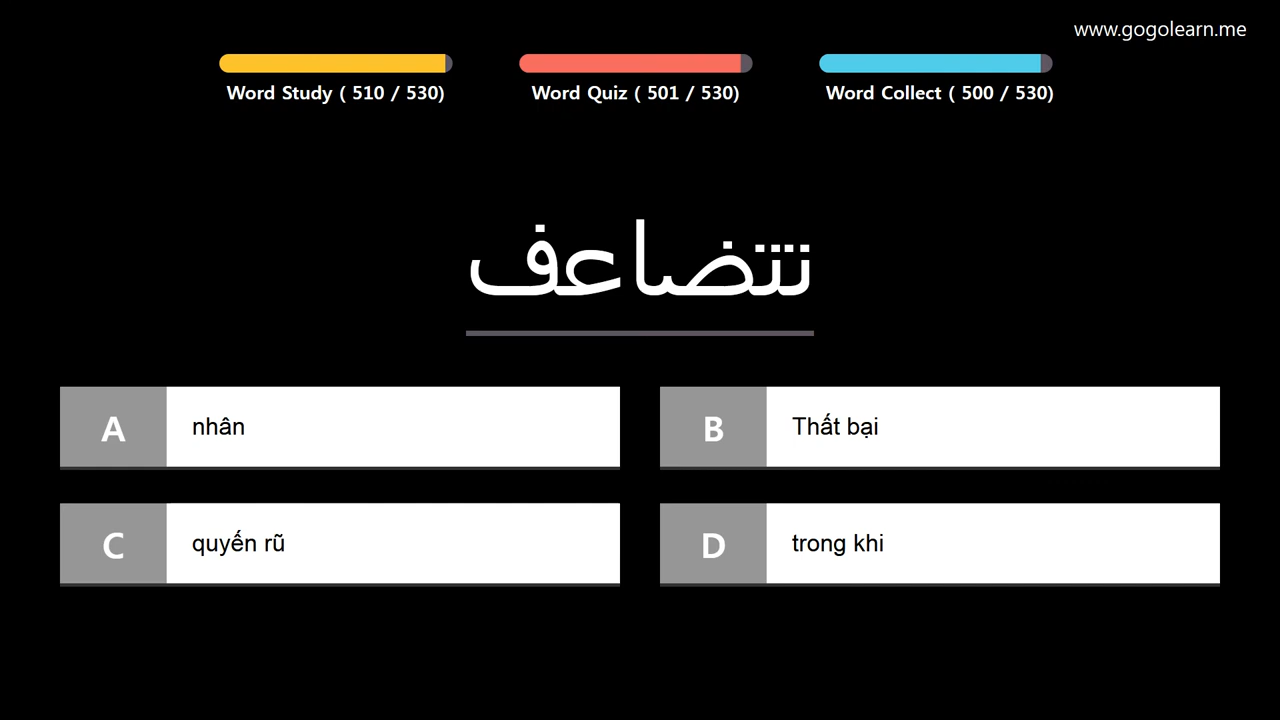 www.gogolearn.me
Word Study ( 510 / 530)
Word Quiz ( 501 / 530)
Word Collect ( 500 / 530)
تتضاعف
A nhân
B Thất bại
C quyến rũ
D trong khi